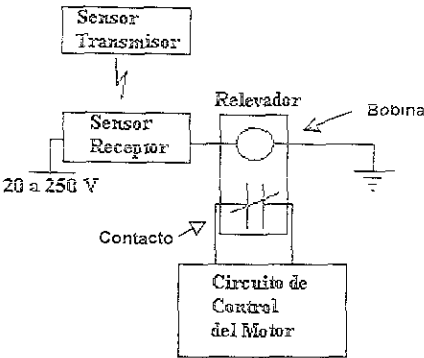 Sensor
Transmisor
Relevador
Bobina
Sensor
Receptor
20 a 250 V
Contacto
Circuito de
Control
del Motor